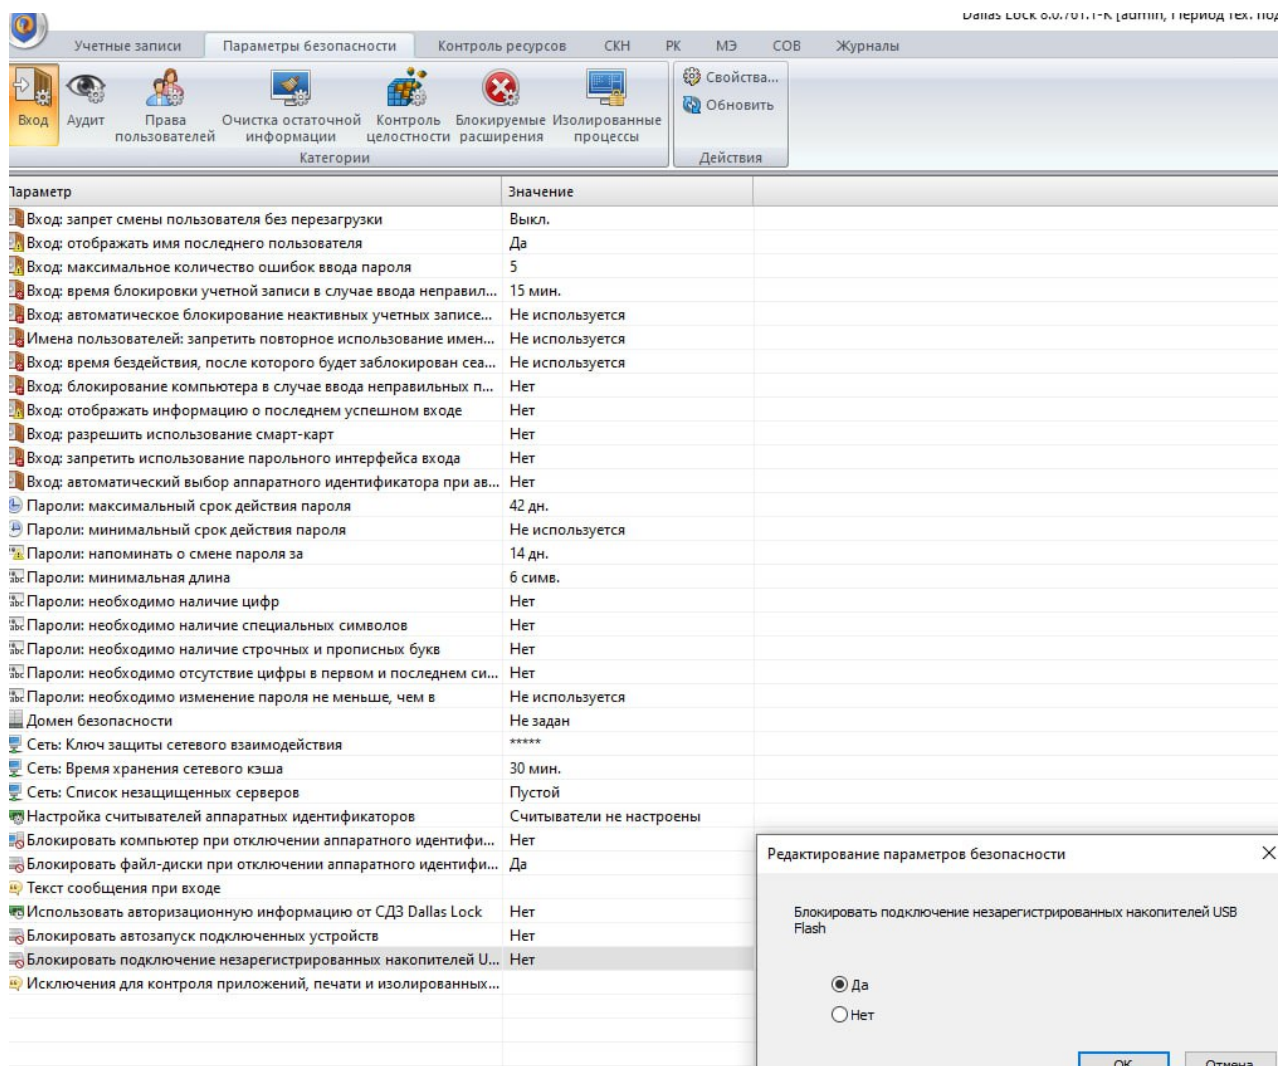 Dallas Lock 8.0.761.1-К [admin, Период тех. под
Учетные записи Параметры безопасности Контроль ресурсов СКН РК МЭ СОВ Журналы
Вход Аудит Права пользователей Очистка остаточной информации Контроль целостности Блокируемые расширения Изолированные процессы
Свойства...
Обновить
Категории Действия
Параметр Значение
Вход: запрет смены пользователя без перезагрузки Выкл.
Вход: отображать имя последнего пользователя Да
Вход: максимальное количество ошибок ввода пароля 5
Вход: время блокировки учетной записи в случае ввода неправил... 15 мин.
Вход: автоматическое блокирование неактивных учетных записе... Не используется
Имена пользователей: запретить повторное использование имен... Не используется
Вход: время бездействия, после которого будет заблокирован сеа... Не используется
Вход: блокирование компьютера в случае ввода неправильных п... Нет
Вход: отображать информацию о последнем успешном входе Нет
Вход: разрешить использование смарт-карт Нет
Вход: запретить использование парольного интерфейса входа Нет
Вход: автоматический выбор аппаратного идентификатора при ав... Нет
Пароли: максимальный срок действия пароля 42 дн.
Пароли: минимальный срок действия пароля Не используется
Пароли: напоминать о смене пароля за 14 дн.
Пароли: минимальная длина 6 симв.
Пароли: необходимо наличие цифр Нет
Пароли: необходимо наличие специальных символов Нет
Пароли: необходимо наличие строчных и прописных букв Нет
Пароли: необходимо отсутствие цифры в первом и последнем си... Нет
Пароли: необходимо изменение пароля не меньше, чем в Не используется
Домен безопасности Не задан
Сеть: Ключ защиты сетевого взаимодействия *****
Сеть: Время хранения сетевого кэша 30 мин.
Сеть: Список незащищенных серверов Пустой
Настройка считывателей аппаратных идентификаторов Считыватели не настроены
Блокировать компьютер при отключении аппаратного идентифи... Нет
Блокировать файл-диски при отключении аппаратного идентифи... Да
Текст сообщения при входе
Использовать авторизационную информацию от СДЗ Dallas Lock Нет
Блокировать автозапуск подключенных устройств Нет
Блокировать подключение незарегистрированных накопителей U... Нет
Исключения для контроля приложений, печати и изолированных...
Редактирование параметров безопасности
Блокировать подключение незарегистрированных накопителей USB
Flash
Да
Нет
ОК Отмена